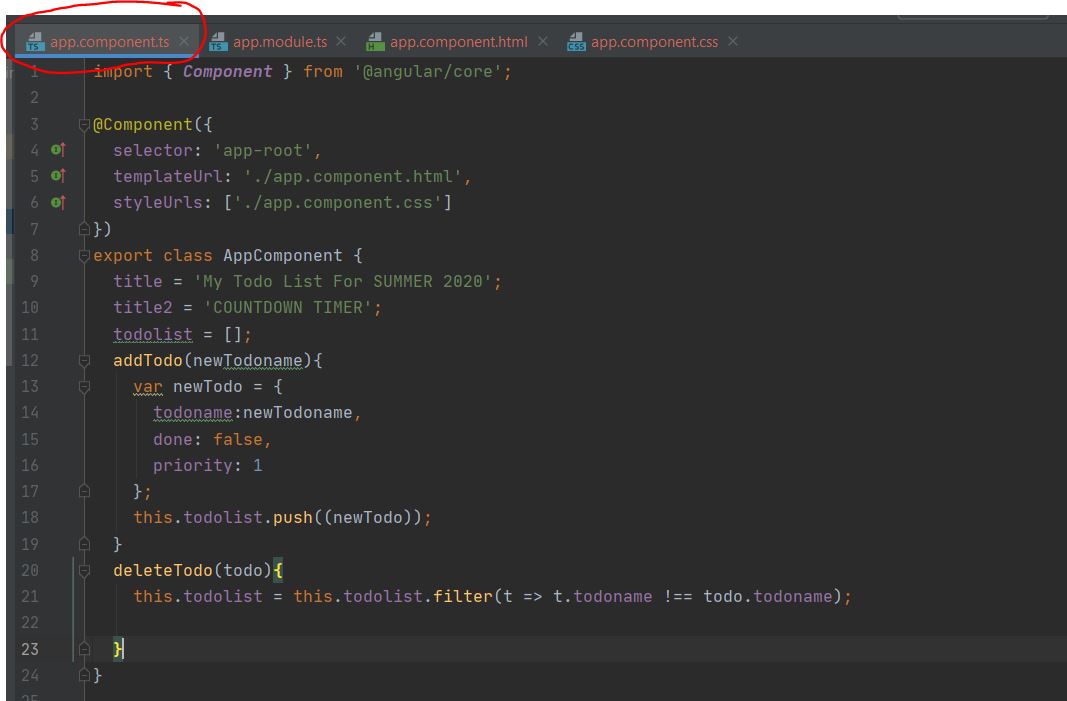 app.component.ts app.module.ts app.component.html app.component.css
1 import { Component } from '@angular/core';
2
3 @Component({
4   selector: 'app-root',
5   templateUrl: './app.component.html',
6   styleUrls: ['./app.component.css']
7 })
8 export class AppComponent {
9   title = 'My Todo List For SUMMER 2020';
10   title2 = 'COUNTDOWN TIMER';
11   todolist = [];
12   addTodo(newTodoname){
13     var newTodo = {
14       todoname:newTodoname,
15       done: false,
16       priority: 1
17     };
18     this.todolist.push((newTodo));
19   }
20   deleteTodo(todo){
21     this.todolist = this.todolist.filter(t => t.todoname !== todo.todoname);
22
23   }
24 }
25